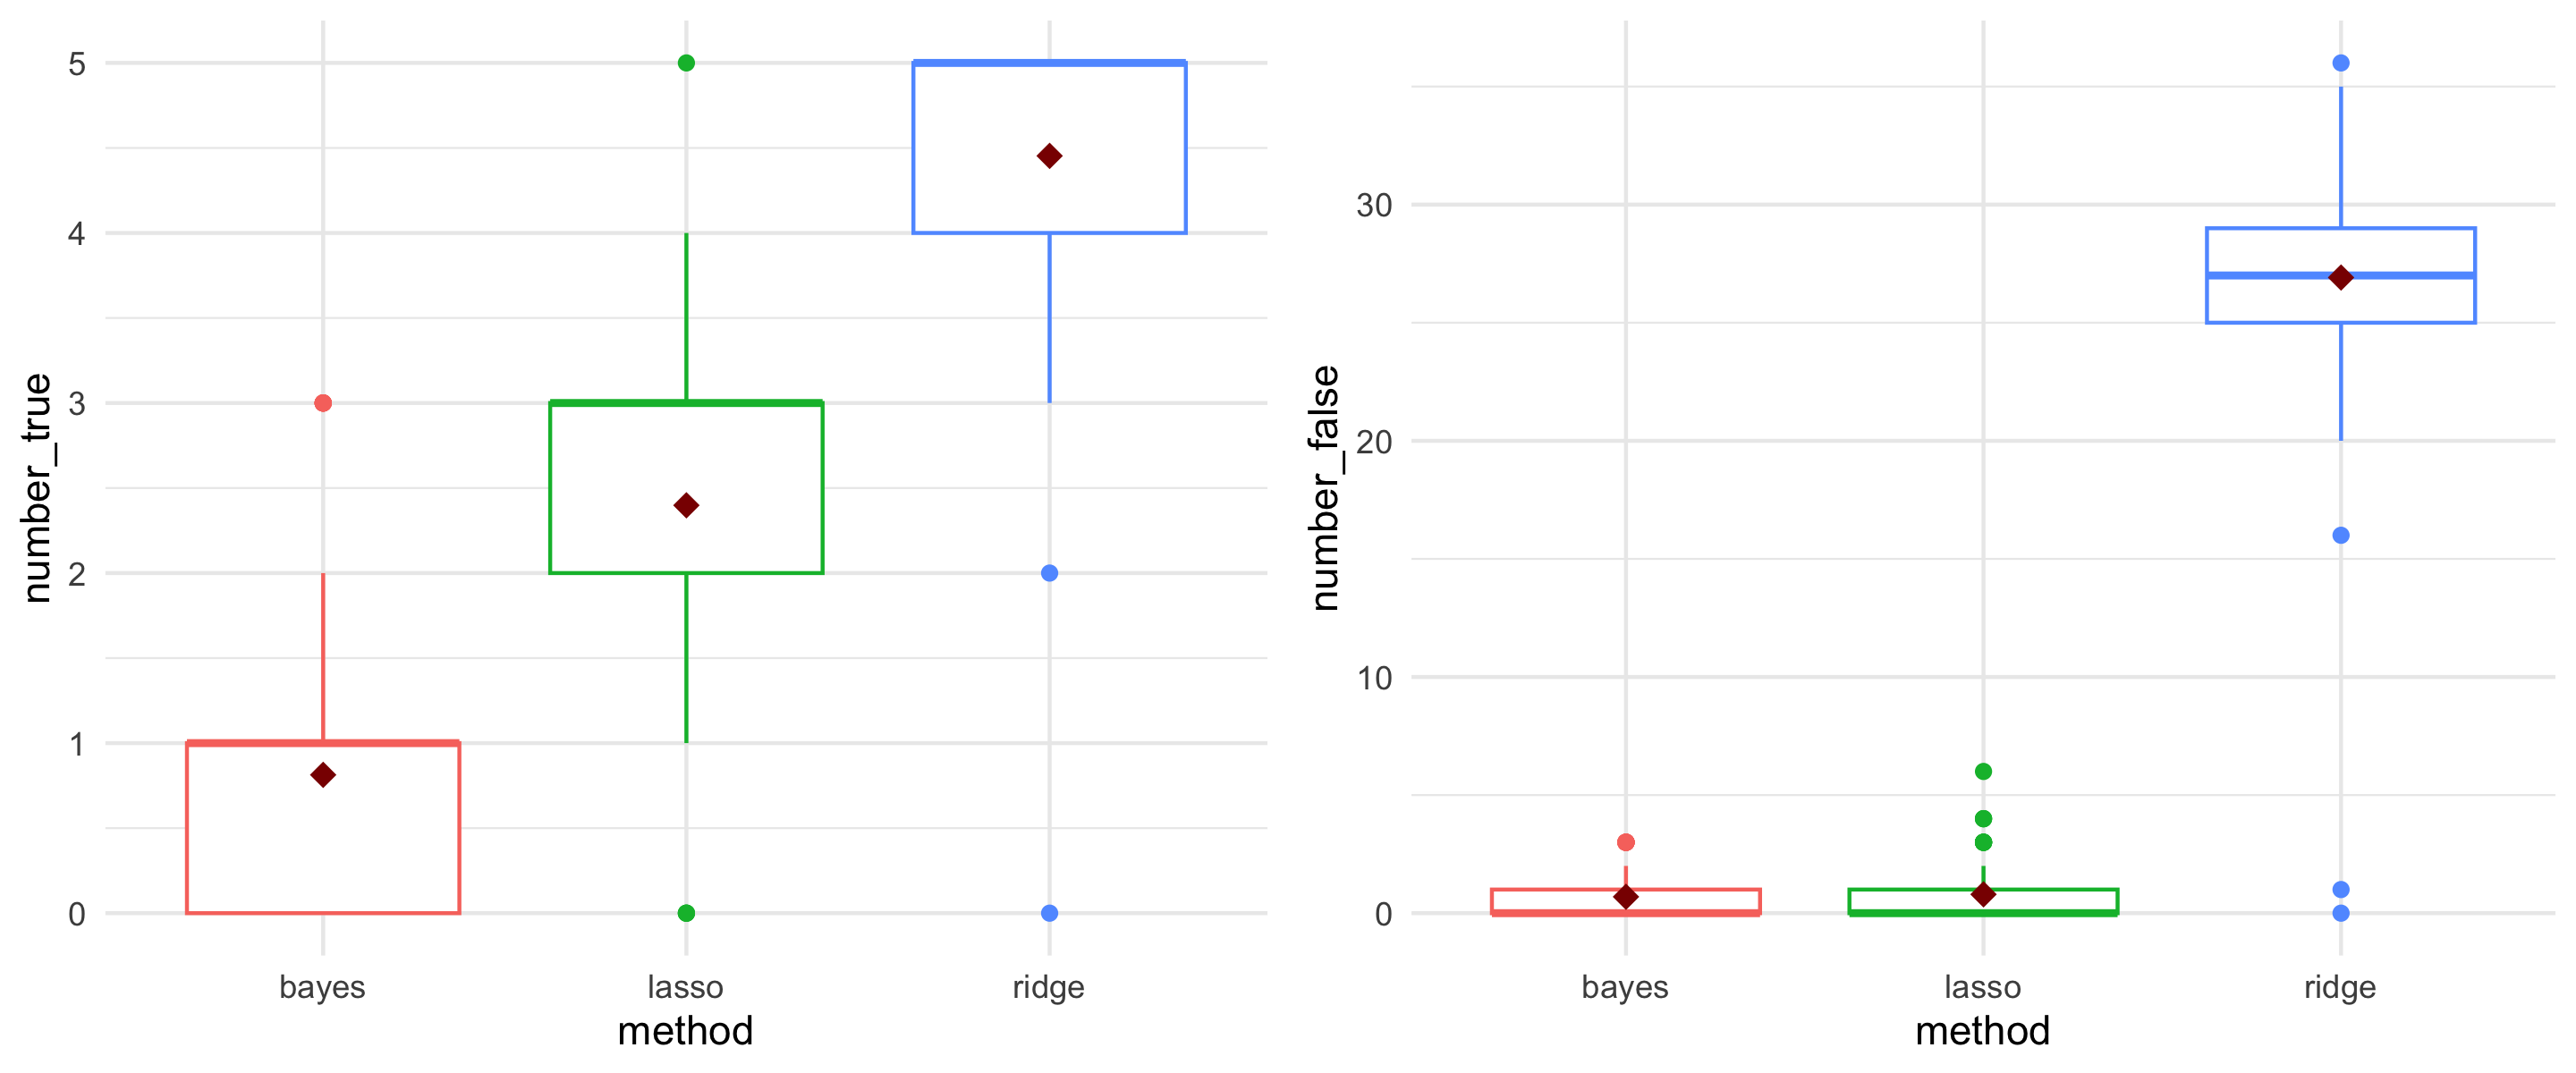 number_true
5
4
3
2
1
0
bayes lasso ridge
method
number_false
30
20
10
0
bayes lasso ridge
method